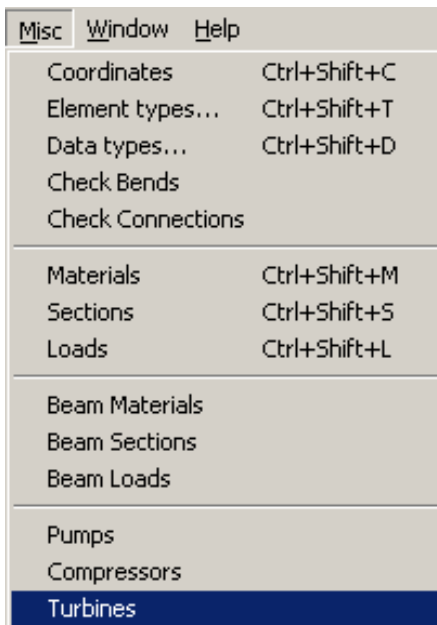 Misc Window Help
Coordinates Ctrl+Shift+C
Element types... Ctrl+Shift+T
Data types... Ctrl+Shift+D
Check Bends
Check Connections
Materials Ctrl+Shift+M
Sections Ctrl+Shift+S
Loads Ctrl+Shift+L
Beam Materials
Beam Sections
Beam Loads
Pumps
Compressors
Turbines